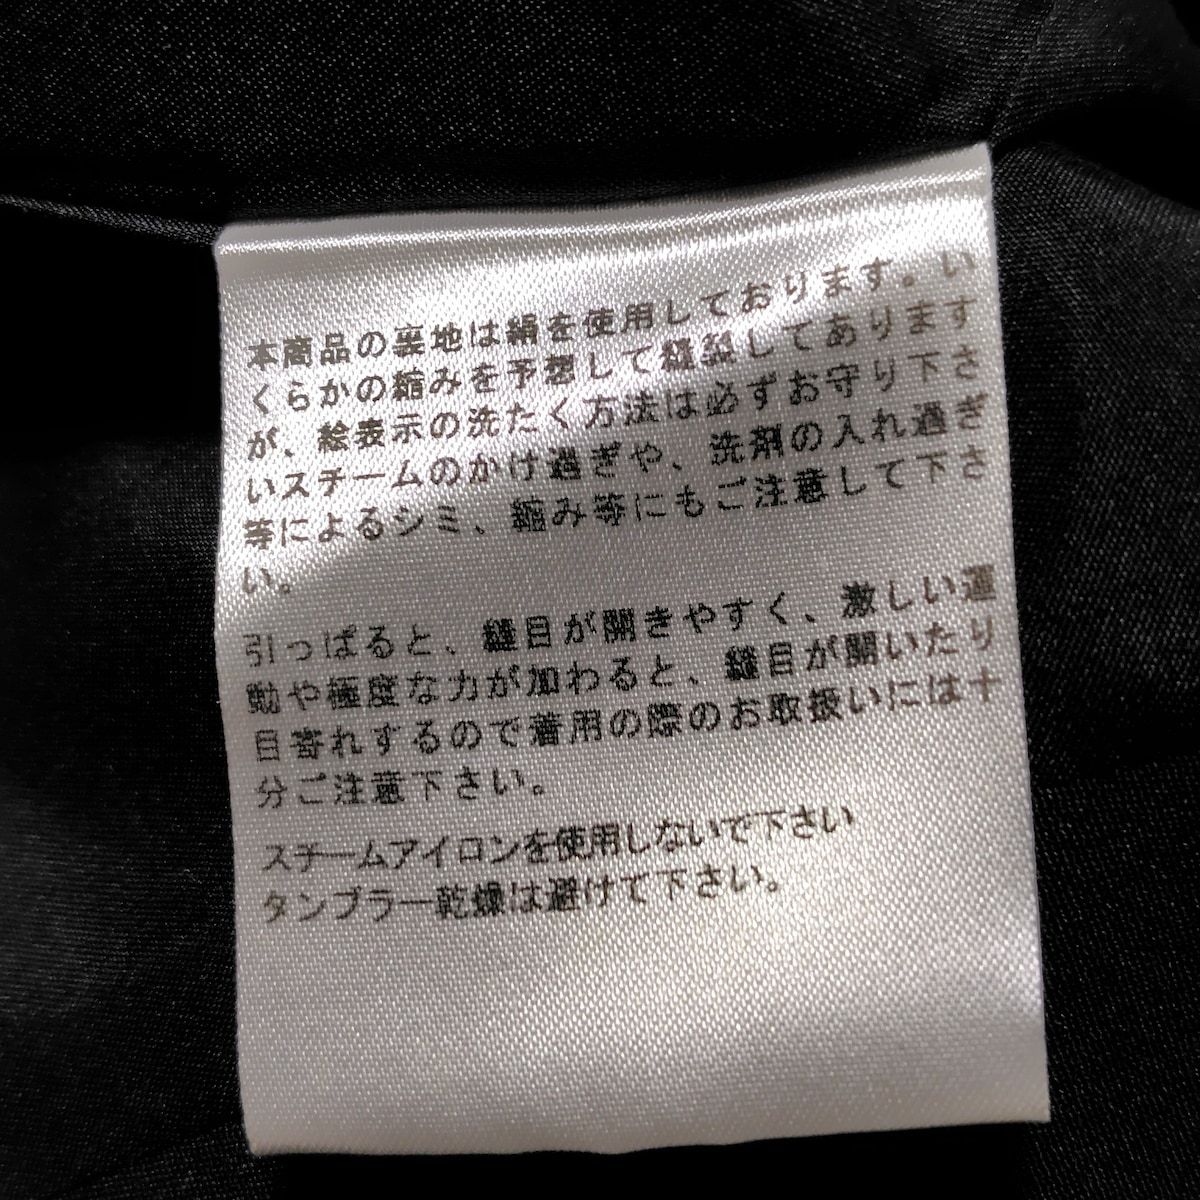 本商品の裏地は絹を使用しております。い
くらかの縮みを予想して縫製してあります
が、絵表示の洗たく方法は必ずお守り下さ
いスチームのかけ過ぎや、洗剤の入れ過ぎ
等によるシミ、縮み等にもご注意して下さ
い。
引っぱると、縫目が開きやすく、激しい運
動や極度な力が加わると、縫目が開いたり
目寄れするので着用の際のお取扱いには十
分ご注意下さい。
スチームアイロンを使用しないで下さい
タンブラー乾燥は避けて下さい。